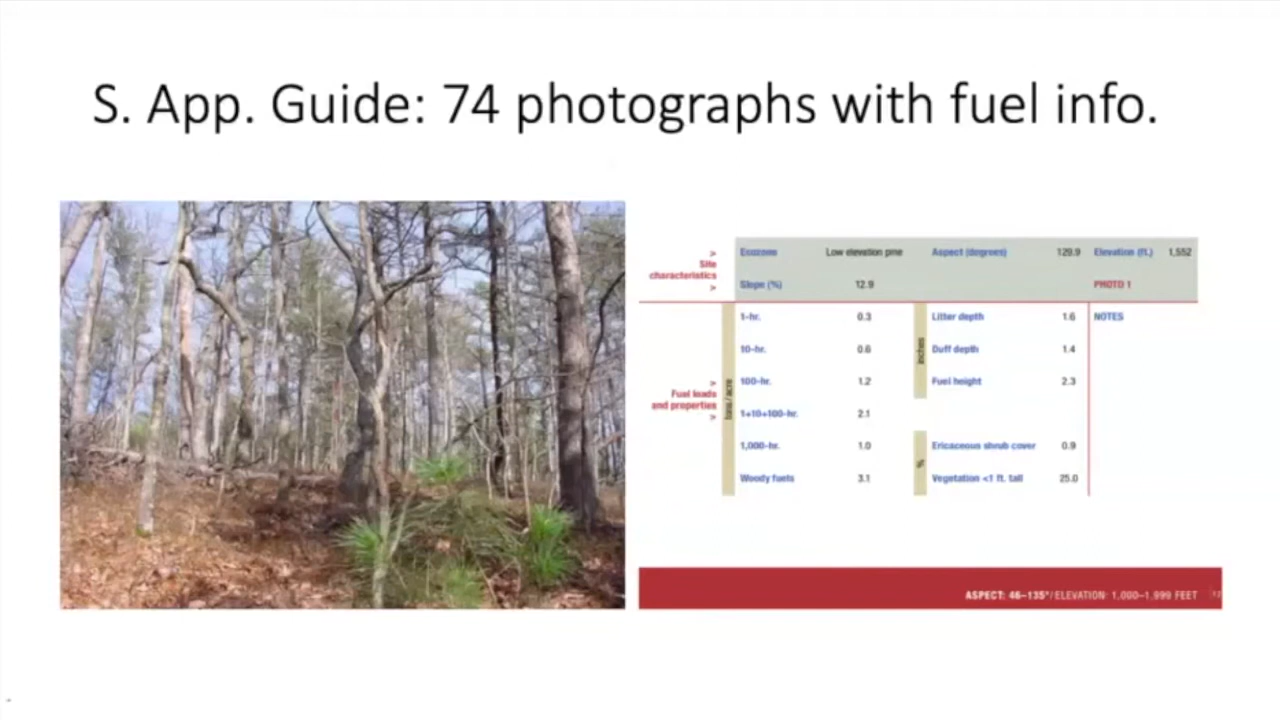 S. App. Guide: 74 photographs with fuel info.
> Site characteristics >
Ecozone Low elevation pine Aspect (degrees) 129.9 Elevation (ft.) 1,552
Slope (%) 12.9 PHOTO 1
> Fuel loads and properties >
tons/acre
1-hr. 0.3
inches
Litter depth 1.6
NOTES
10-hr. 0.6 Duff depth 1.4
100-hr. 1.2 Fuel height 2.3
1+10+100-hr. 2.1
1,000-hr. 1.0
%
Ericaceous shrub cover 0.9
Woody fuels 3.1 Vegetation <1 ft. tall 25.0
ASPECT: 46–135°/ELEVATION: 1,000–1,999 FEET